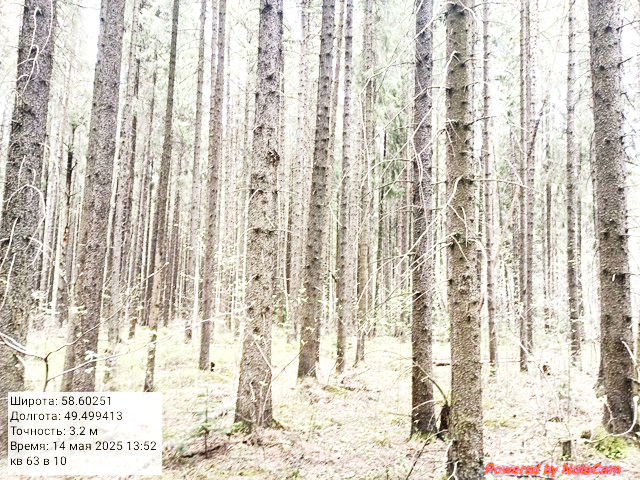 Широта: 58.60251
Долгота: 49.499413
Точность: 3.2 м
Время: 14 мая 2025 13:52
кв 63 в 10
Powered by NoteCam